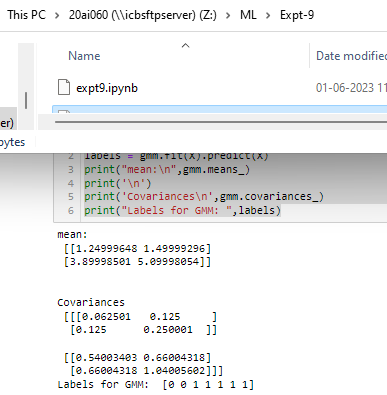 This PC > 20ai060 (\\icbsftpserver) (Z:) > ML > Expt-9
Name Date modified
expt9.ipynb 01-06-2023 11
er)
bytes
2 labels = gmm.fit(X).predict(X)
3 print("mean:\n",gmm.means_)
4 print('\n')
5 print('Covariances\n',gmm.covariances_)
6 print("Labels for GMM: ",labels)
mean:
[[1.24999648 1.49999296]
[3.89998501 5.09998054]]
Covariances
[[[0.062501 0.125 ]
[0.125 0.250001 ]]
[[0.54003403 0.66004318]
[0.66004318 1.04005602]]]
Labels for GMM: [0 0 1 1 1 1 1]